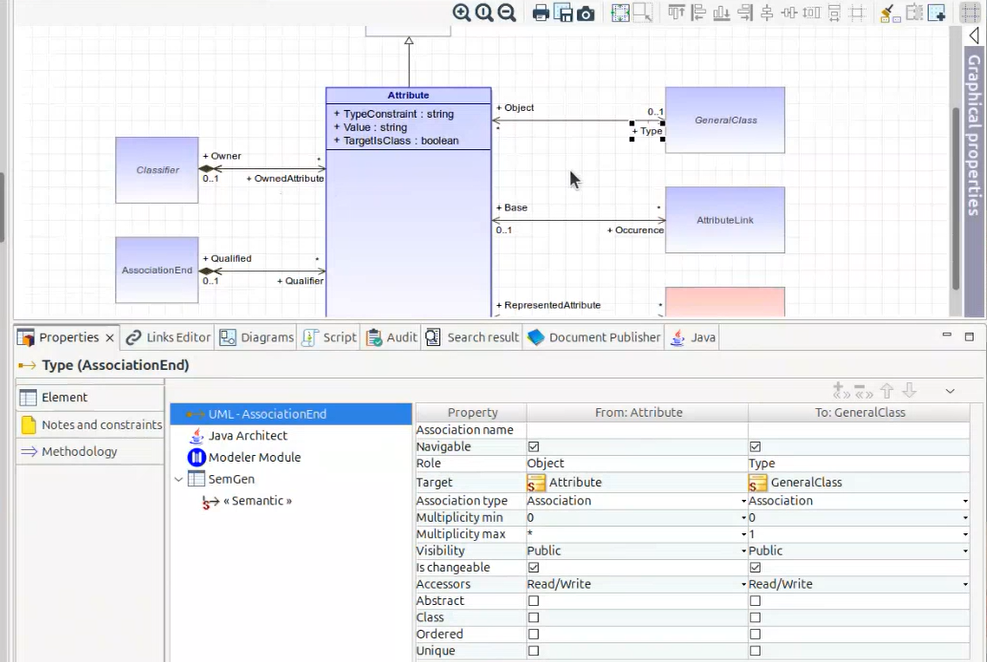 Attribute
+ TypeConstraint : string
+ Value : string
+ TargetIsClass : boolean
Classifier
+ Owner
*
0..1
+ OwnedAttribute
AssociationEnd
+ Qualified
*
0..1
+ Qualifier
+ Object
*
0..1
+ Type
GeneralClass
+ Base
*
0..1
+ Occurence
AttributeLink
+ RepresentedAttribute
*
Graphical properties
Properties Links Editor Diagrams Script Audit Search result Document Publisher Java
Type (AssociationEnd)
Element
Notes and constraints
Methodology
UML - AssociationEnd
Java Architect
Modeler Module
SemGen
« Semantic »
Property From: Attribute To: GeneralClass
Association name
Navigable
Role Object Type
Target Attribute GeneralClass
Association type Association Association
Multiplicity min 0 0
Multiplicity max * 1
Visibility Public Public
Is changeable
Accessors Read/Write Read/Write
Abstract
Class
Ordered
Unique